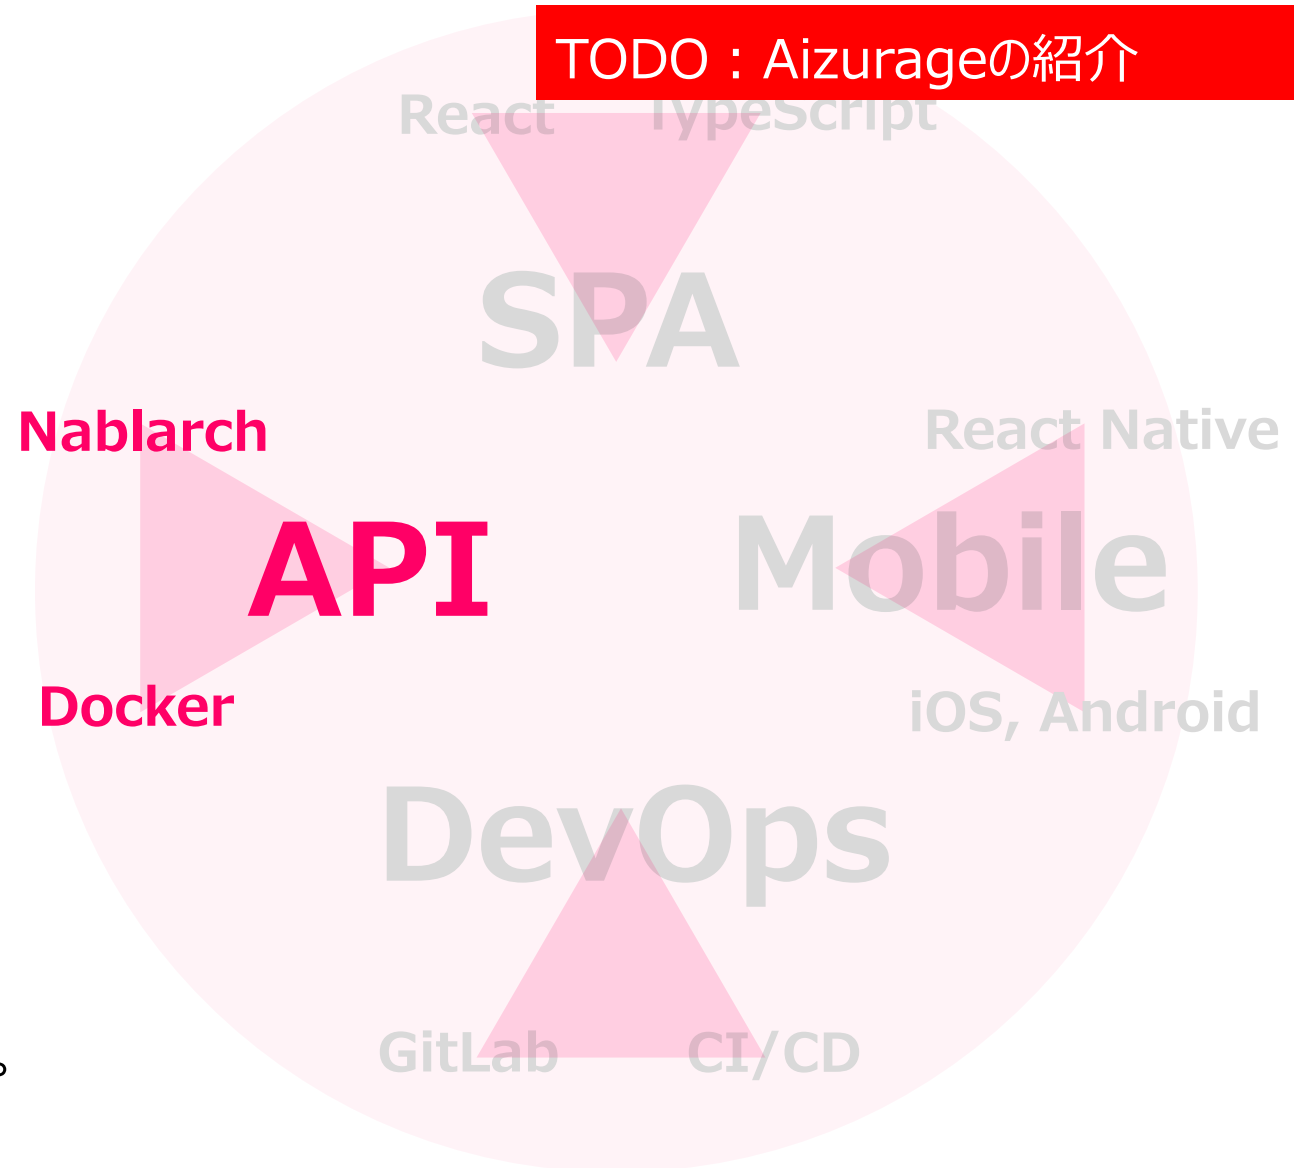 TODO：Aizurageの紹介
React TypeScript
SPA
Nablarch
React Native
API
Mobile
Docker
iOS, Android
DevOps
GitLab CI/CD
。